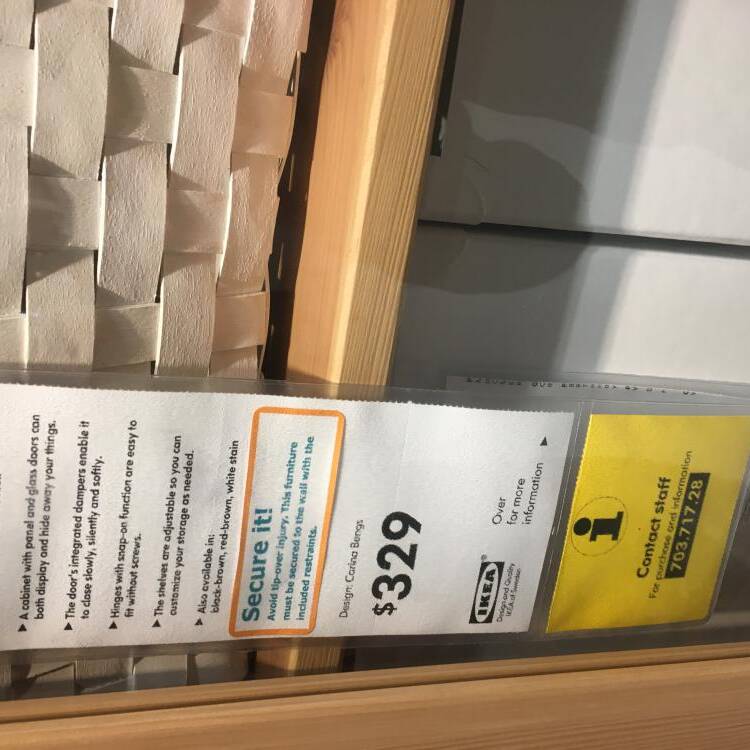 ▸ A cabinet with panel and glass doors can
both display and hide away your things.
▸ The door's integrated dampers enable it
to close slowly, silently and softly.
▸ Hinges with snap-on function are easy to
fit without screws.
▸ The shelves are adjustable so you can
customize your storage as needed.
▸ Also available in:
black-brown, red-brown, white stain
Secure it!
Avoid tip-over injury. This furniture
must be secured to the wall with the
included restraints.
Design: Carina Bengs
$329
IKEA®
Design and Quality
IKEA of Sweden
Over
for more
information ▸
i
Contact staff
For purchase and information
703.717.28